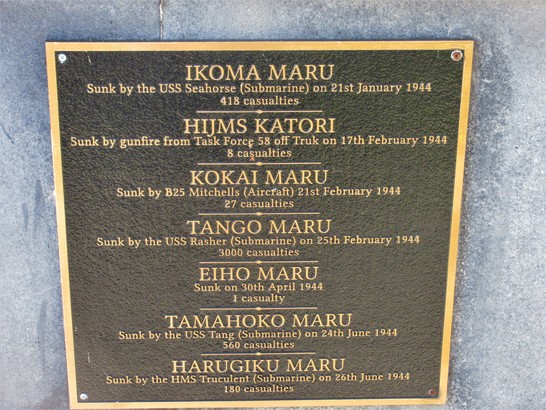 IKOMA MARU
Sunk by the USS Seahorse (Submarine) on 21st January 1944
418 casualties
HIJMS KATORI
Sunk by gunfire from Task Force 58 off Truk on 17th February 1944
8 casualties
KOKAI MARU
Sunk by B25 Mitchells (Aircraft) 21st February 1944
27 casualties
TANGO MARU
Sunk by the USS Rasher (Submarine) on 25th February 1944
3000 casualties
EIHO MARU
Sunk on 30th April 1944
1 casualty
TAMAHOKO MARU
Sunk by the USS Tang (Submarine) on 24th June 1944
560 casualties
HARUGIKU MARU
Sunk by the HMS Truculent (Submarine) on 26th June 1944
180 casualties